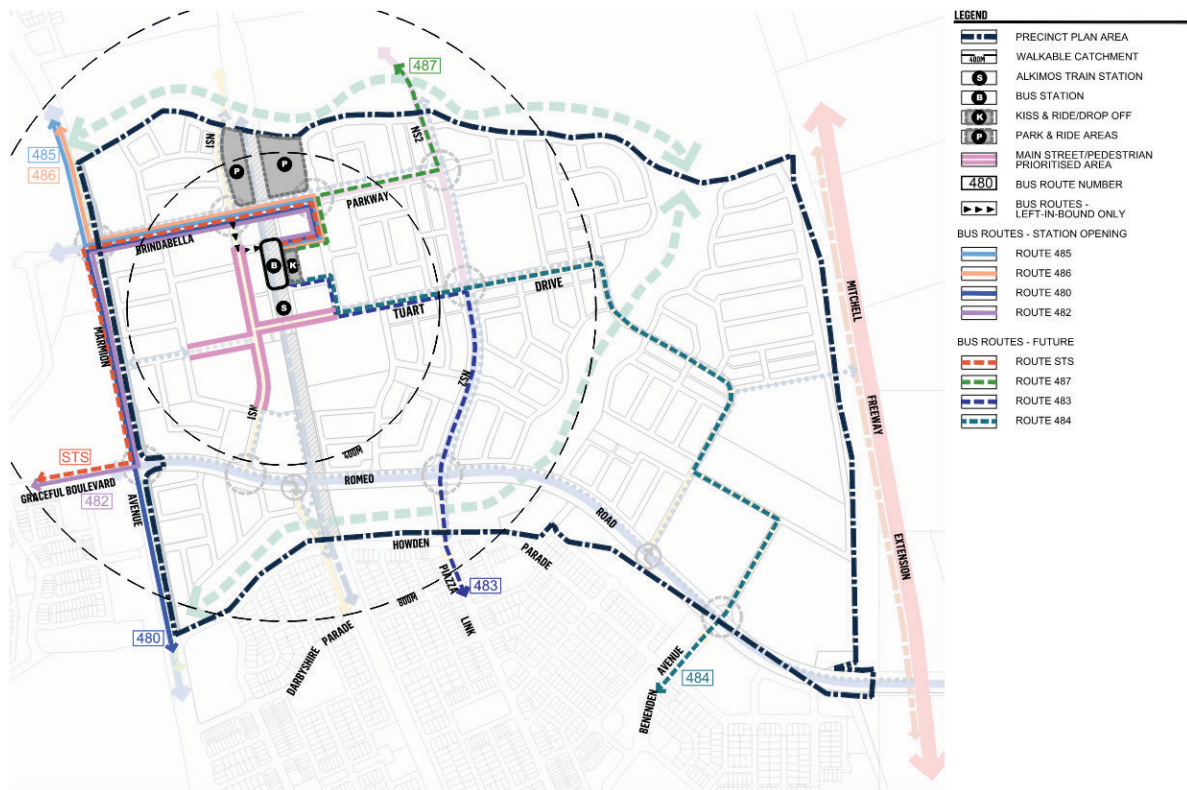 487
485
486
NS1
NS2
P
P
PARKWAY
BRINDABELLA
B
K
S
DRIVE
TUART
MARMION
NS2
NS1
MITCHELL
FREEWAY
EXTENSION
400M
STS
GRACEFUL BOULEVARD
482
AVENUE
ROMEO
ROAD
HOWDEN
PARADE
PIAZZA
LINK
483
800M
480
DARBYSHIRE PARADE
BENENDEN
AVENUE
484
LEGEND
PRECINCT PLAN AREA
400M
WALKABLE CATCHMENT
S
ALKIMOS TRAIN STATION
B
BUS STATION
K
KISS & RIDE/DROP OFF
P
PARK & RIDE AREAS
MAIN STREET/PEDESTRIAN
PRIORITISED AREA
480
BUS ROUTE NUMBER
BUS ROUTES -
LEFT-IN-BOUND ONLY
BUS ROUTES - STATION OPENING
ROUTE 485
ROUTE 486
ROUTE 480
ROUTE 482
BUS ROUTES - FUTURE
ROUTE STS
ROUTE 487
ROUTE 483
ROUTE 484